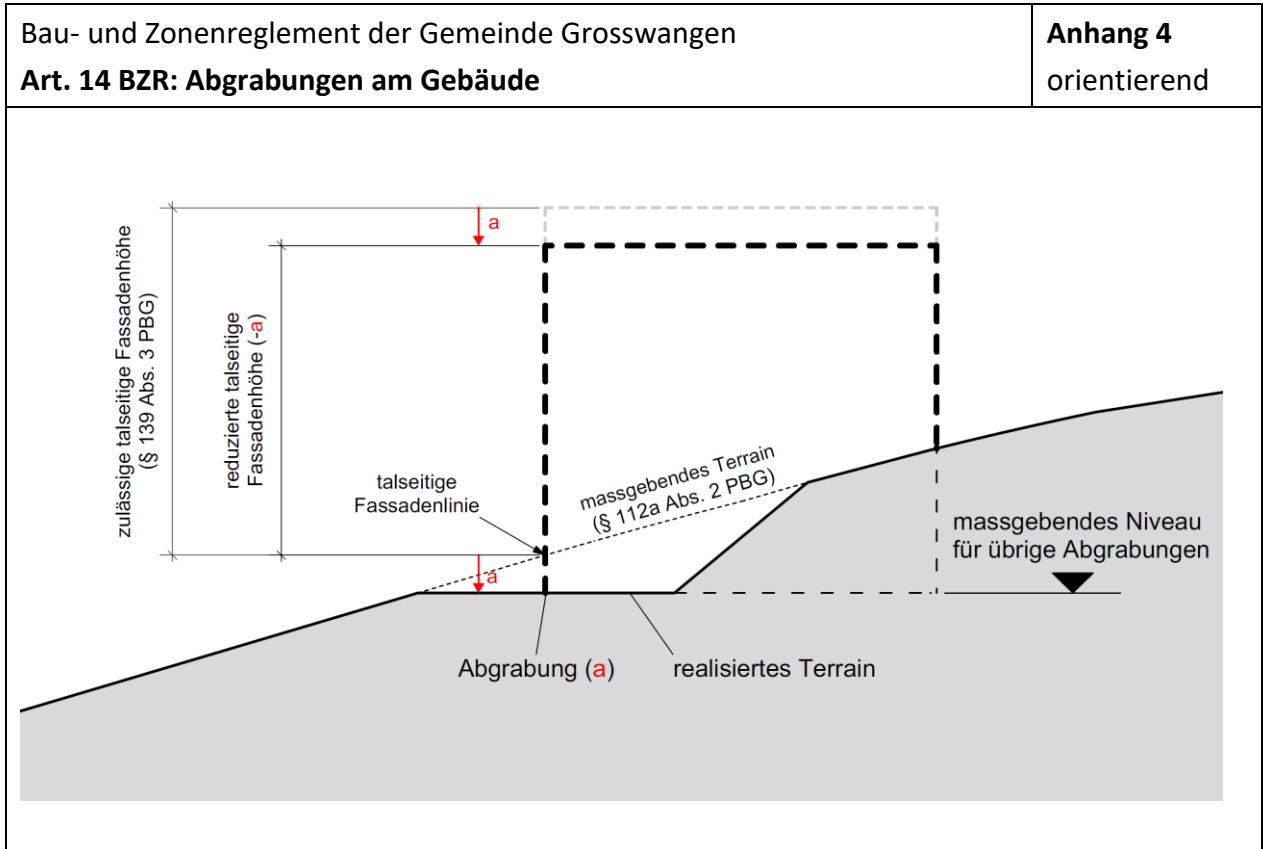 Bau- und Zonenreglement der Gemeinde Grosswangen
Art. 14 BZR: Abgrabungen am Gebäude
Anhang 4
orientierend
zulässige talseitige Fassadenhöhe
(§ 139 Abs. 3 PBG)
reduzierte talseitige
Fassadenhöhe (-a)
a
talseitige
Fassadenlinie
massgebendes Terrain
(§ 112a Abs. 2 PBG)
massgebendes Niveau
für übrige Abgrabungen
a
Abgrabung (a)
realisiertes Terrain